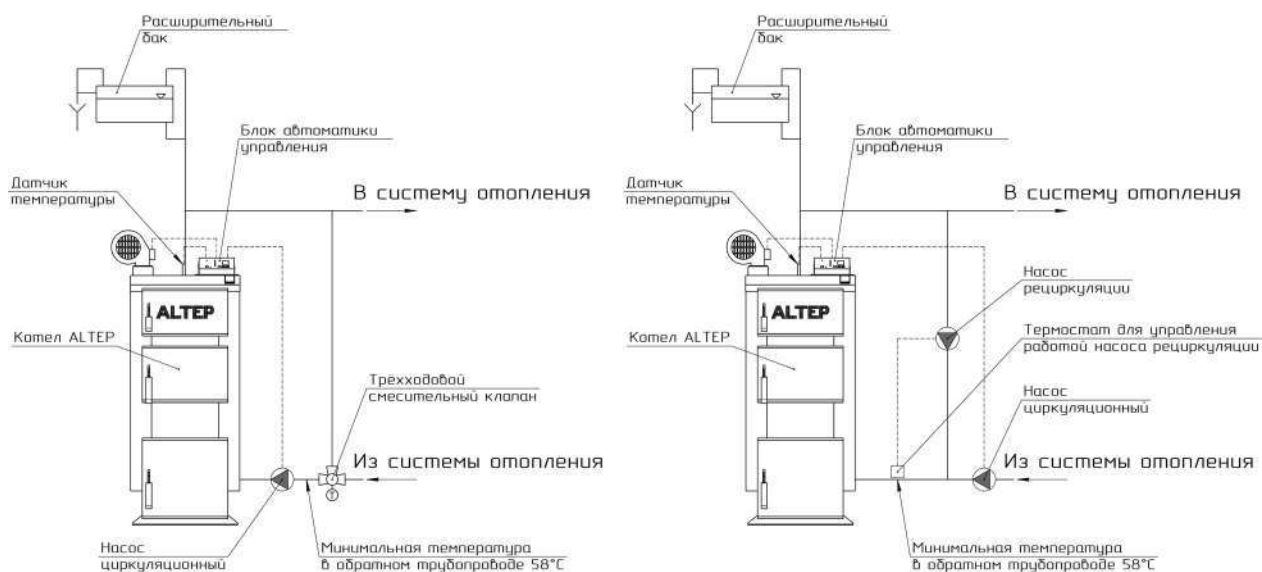 Расширительный
бак
Блок автоматики
управления
Датчик
температуры
В систему отопления
ALTEP
Котел ALTEP
Трёхходовой
смесительный клапан
Из системы отопления
T
Насос
циркуляционный
Минимальная температура
в обратном трубопроводе 58°C
Расширительный
бак
Блок автоматики
управления
Датчик
температуры
В систему отопления
ALTEP
Насос
рециркуляции
Котел ALTEP
Термостат для управления
работой насоса рециркуляции
Насос
циркуляционный
Из системы отопления
Минимальная температура
в обратном трубопроводе 58°C